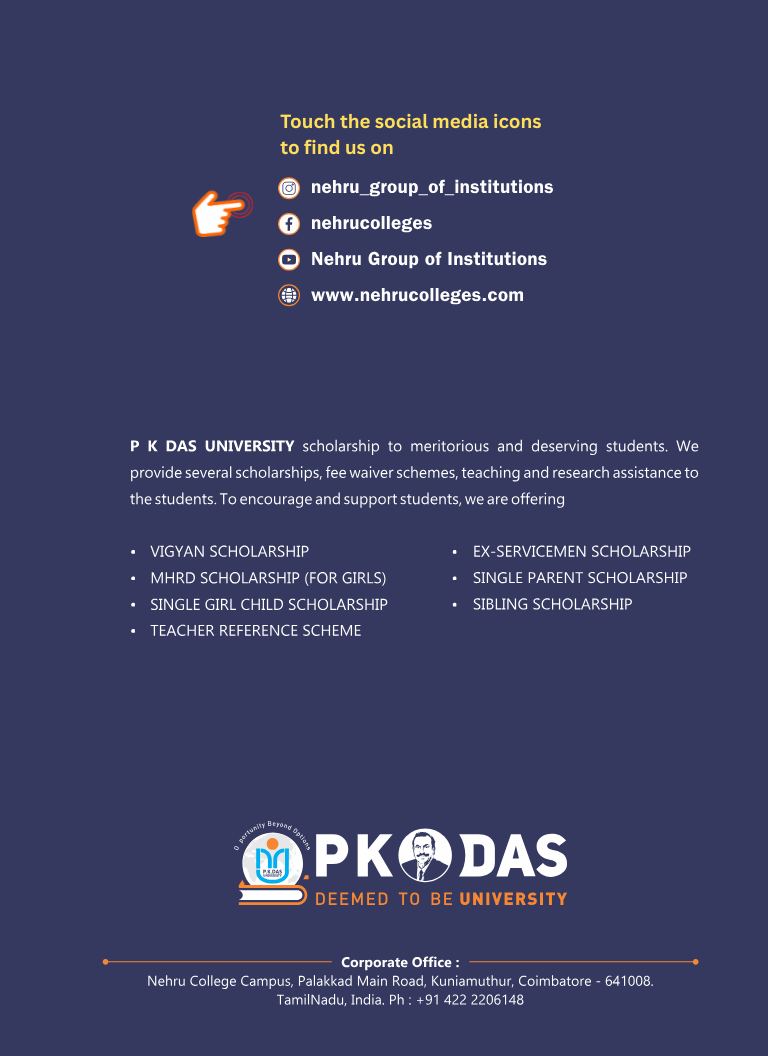 Touch the social media icons
to find us on
nehru_group_of_institutions
nehrucolleges
Nehru Group of Institutions
www.nehrucolleges.com
P K DAS UNIVERSITY scholarship to meritorious and deserving students. We
provide several scholarships, fee waiver schemes, teaching and research assistance to
the students. To encourage and support students, we are offering
• VIGYAN SCHOLARSHIP
• MHRD SCHOLARSHIP (FOR GIRLS)
• SINGLE GIRL CHILD SCHOLARSHIP
• TEACHER REFERENCE SCHEME
• EX-SERVICEMEN SCHOLARSHIP
• SINGLE PARENT SCHOLARSHIP
• SIBLING SCHOLARSHIP
O portunity Beyond Options
P.K.DAS
UNIVERSITY
PK DAS
DEEMED TO BE UNIVERSITY
Corporate Office :
Nehru College Campus, Palakkad Main Road, Kuniamuthur, Coimbatore - 641008.
TamilNadu, India. Ph : +91 422 2206148